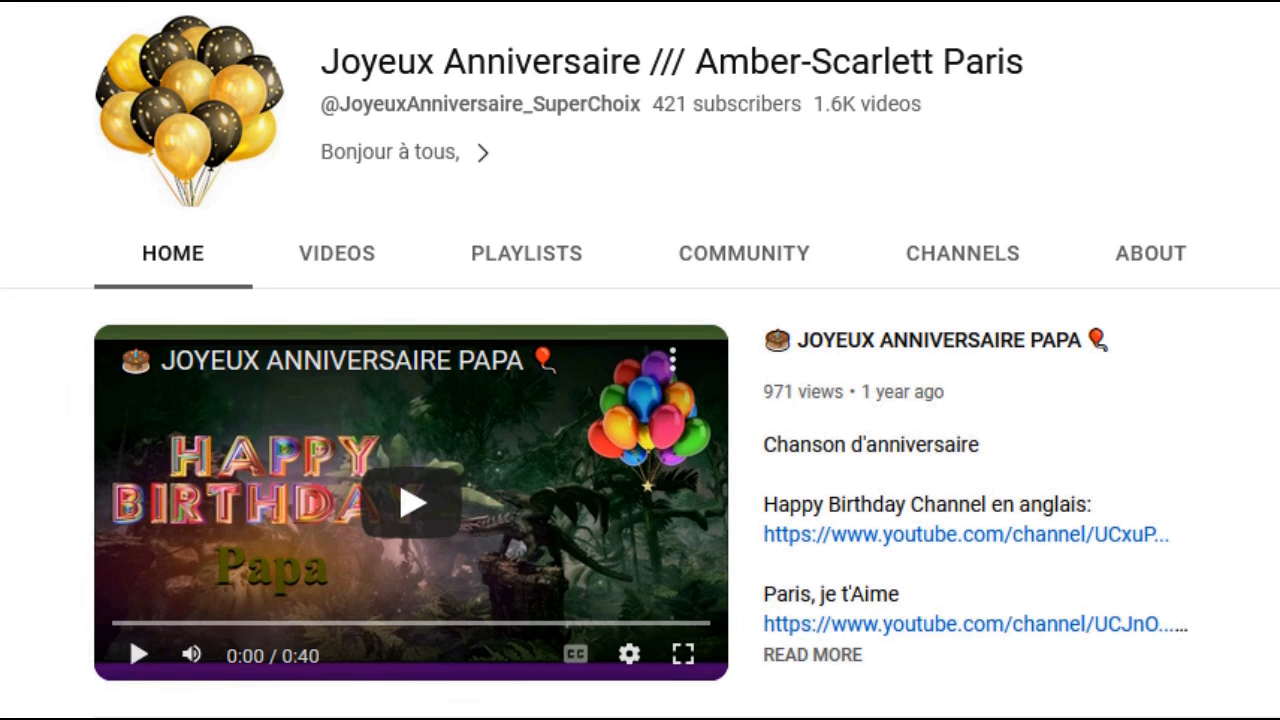 Joyeux Anniversaire /// Amber-Scarlett Paris
@JoyeuxAnniversaire_SuperChoix 421 subscribers 1.6K videos
Bonjour à tous,
HOME VIDEOS PLAYLISTS COMMUNITY CHANNELS ABOUT
JOYEUX ANNIVERSAIRE PAPA
HAPPY
BIRTHDAY
Papa
0:00 / 0:40
CC
JOYEUX ANNIVERSAIRE PAPA
971 views • 1 year ago
Chanson d'anniversaire
Happy Birthday Channel en anglais:
https://www.youtube.com/channel/UCxuP...
Paris, je t'Aime
https://www.youtube.com/channel/UCJnO......
READ MORE